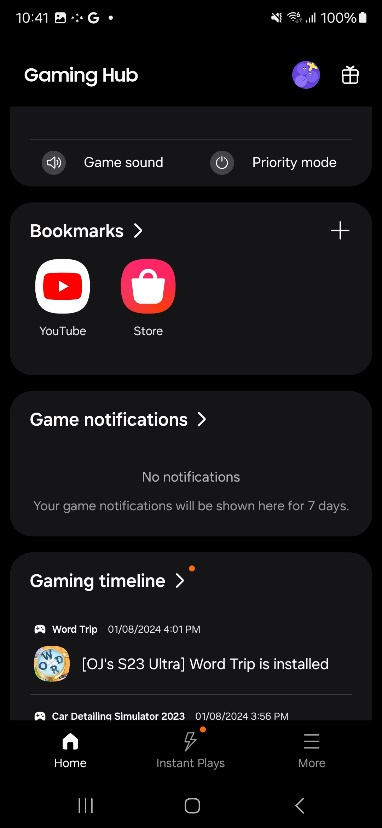 10:41 G 100%
Gaming Hub
Game sound Priority mode
Bookmarks
YouTube Store
Game notifications
No notifications
Your game notifications will be shown here for 7 days.
Gaming timeline
Word Trip 01/08/2024 4:01 PM
WORD
[OJ's S23 Ultra] Word Trip is installed
Car Detailing Simulator 2023 01/08/2024 3:56 PM
Home Instant Plays More